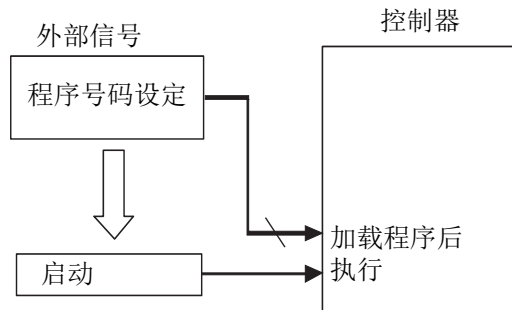 控制器
外部信号
程序号码设定
加载程序后
执行
启动